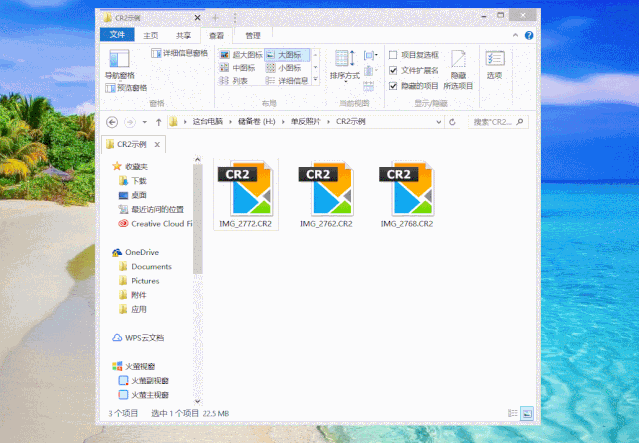 CR2示例
文件 主页 共享 查看 管理
导航窗格
预览窗格
详细信息窗格
窗格
超大图标 大图标
中图标 小图标
列表 详细信息
布局
排序方式
当前视图
项目复选框
文件扩展名
隐藏的项目
隐藏
所选项目
显示/隐藏
选项
这台电脑 储备卷 (H:) 单反照片 CR2示例
搜索"CR2...
CR2示例
收藏夹
下载
桌面
最近访问的位置
Creative Cloud Fi
OneDrive
Documents
Pictures
附件
应用
WPS云文档
火萤视窗
火萤副视窗
火萤主视窗
CR2
IMG_2772.CR2
CR2
IMG_2762.CR2
CR2
IMG_2768.CR2
3 个项目 选中 1 个项目 22.5 MB